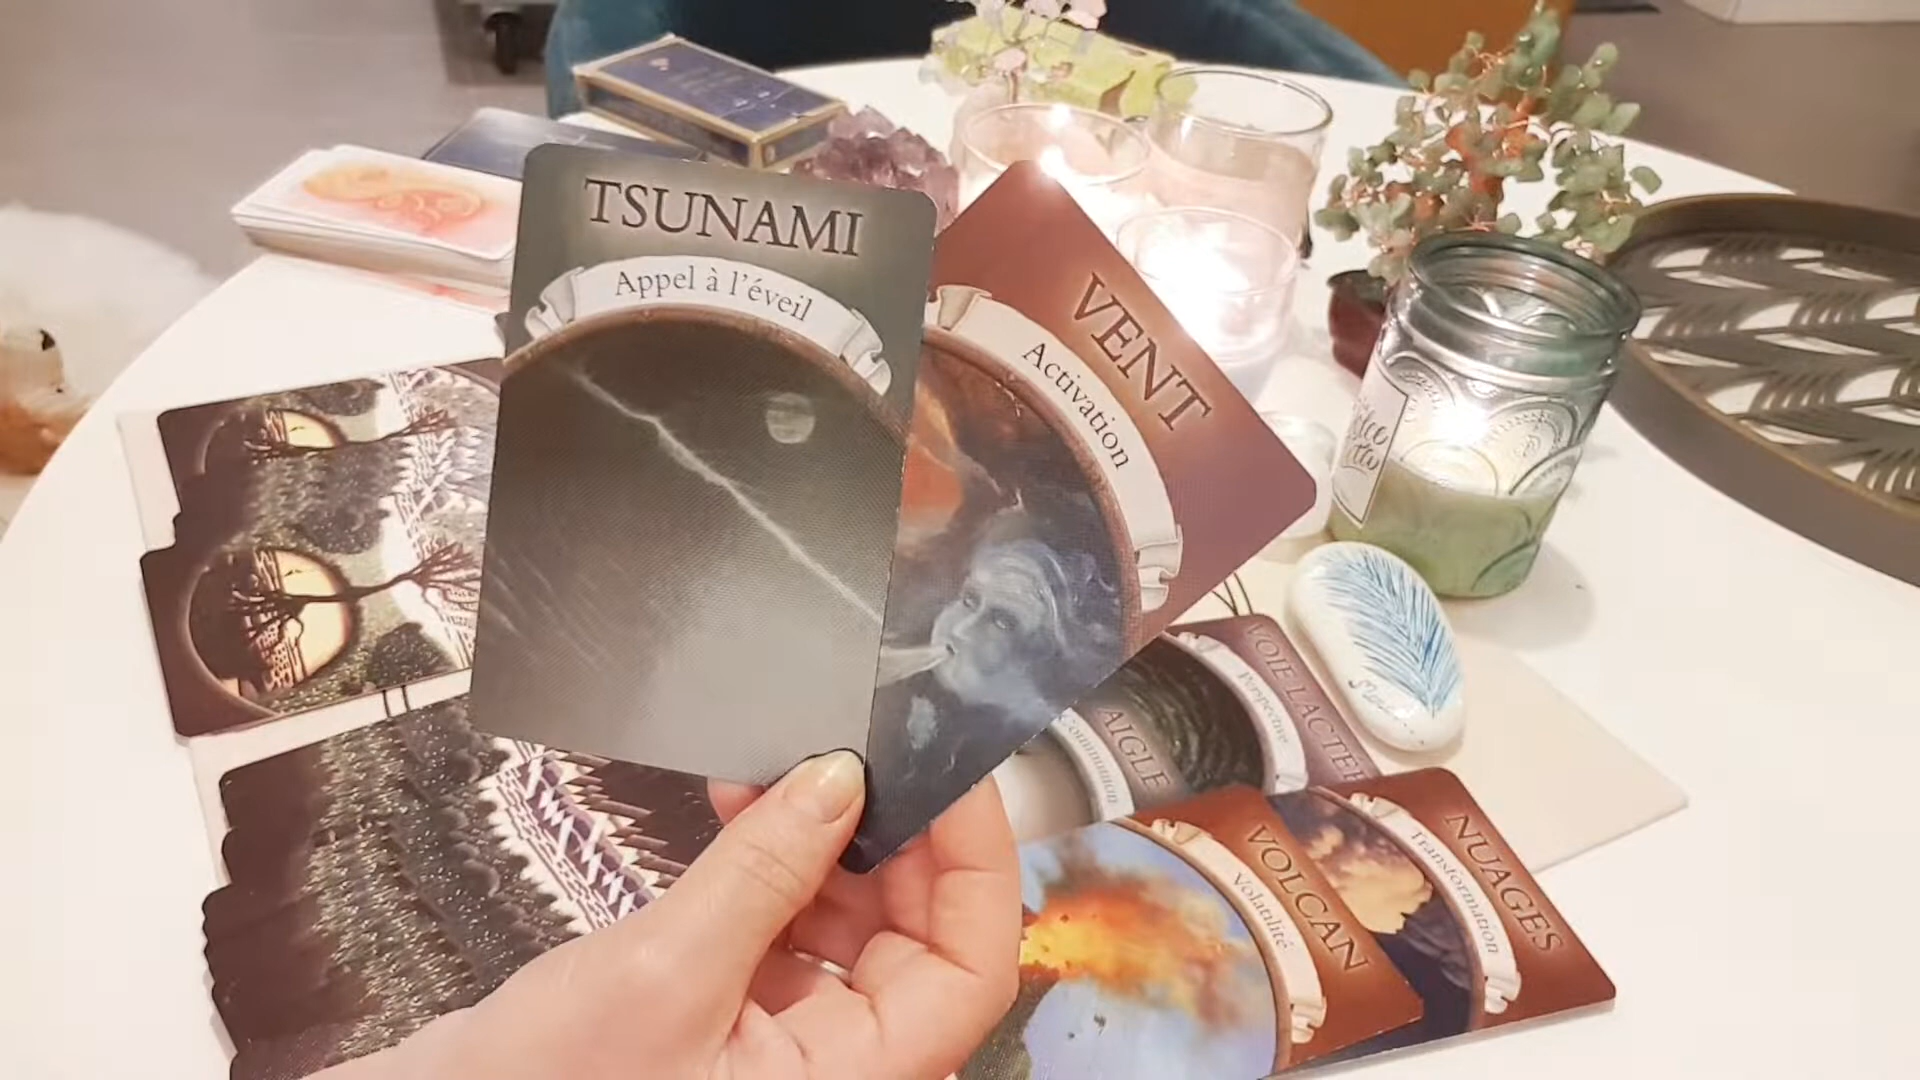 TSUNAMI
Appel à l'éveil
VENT
Activation
VOIE LACTÉE
Perspective
AIGLE
Communion
VOLCAN
Volatilité
NUAGES
Transformation